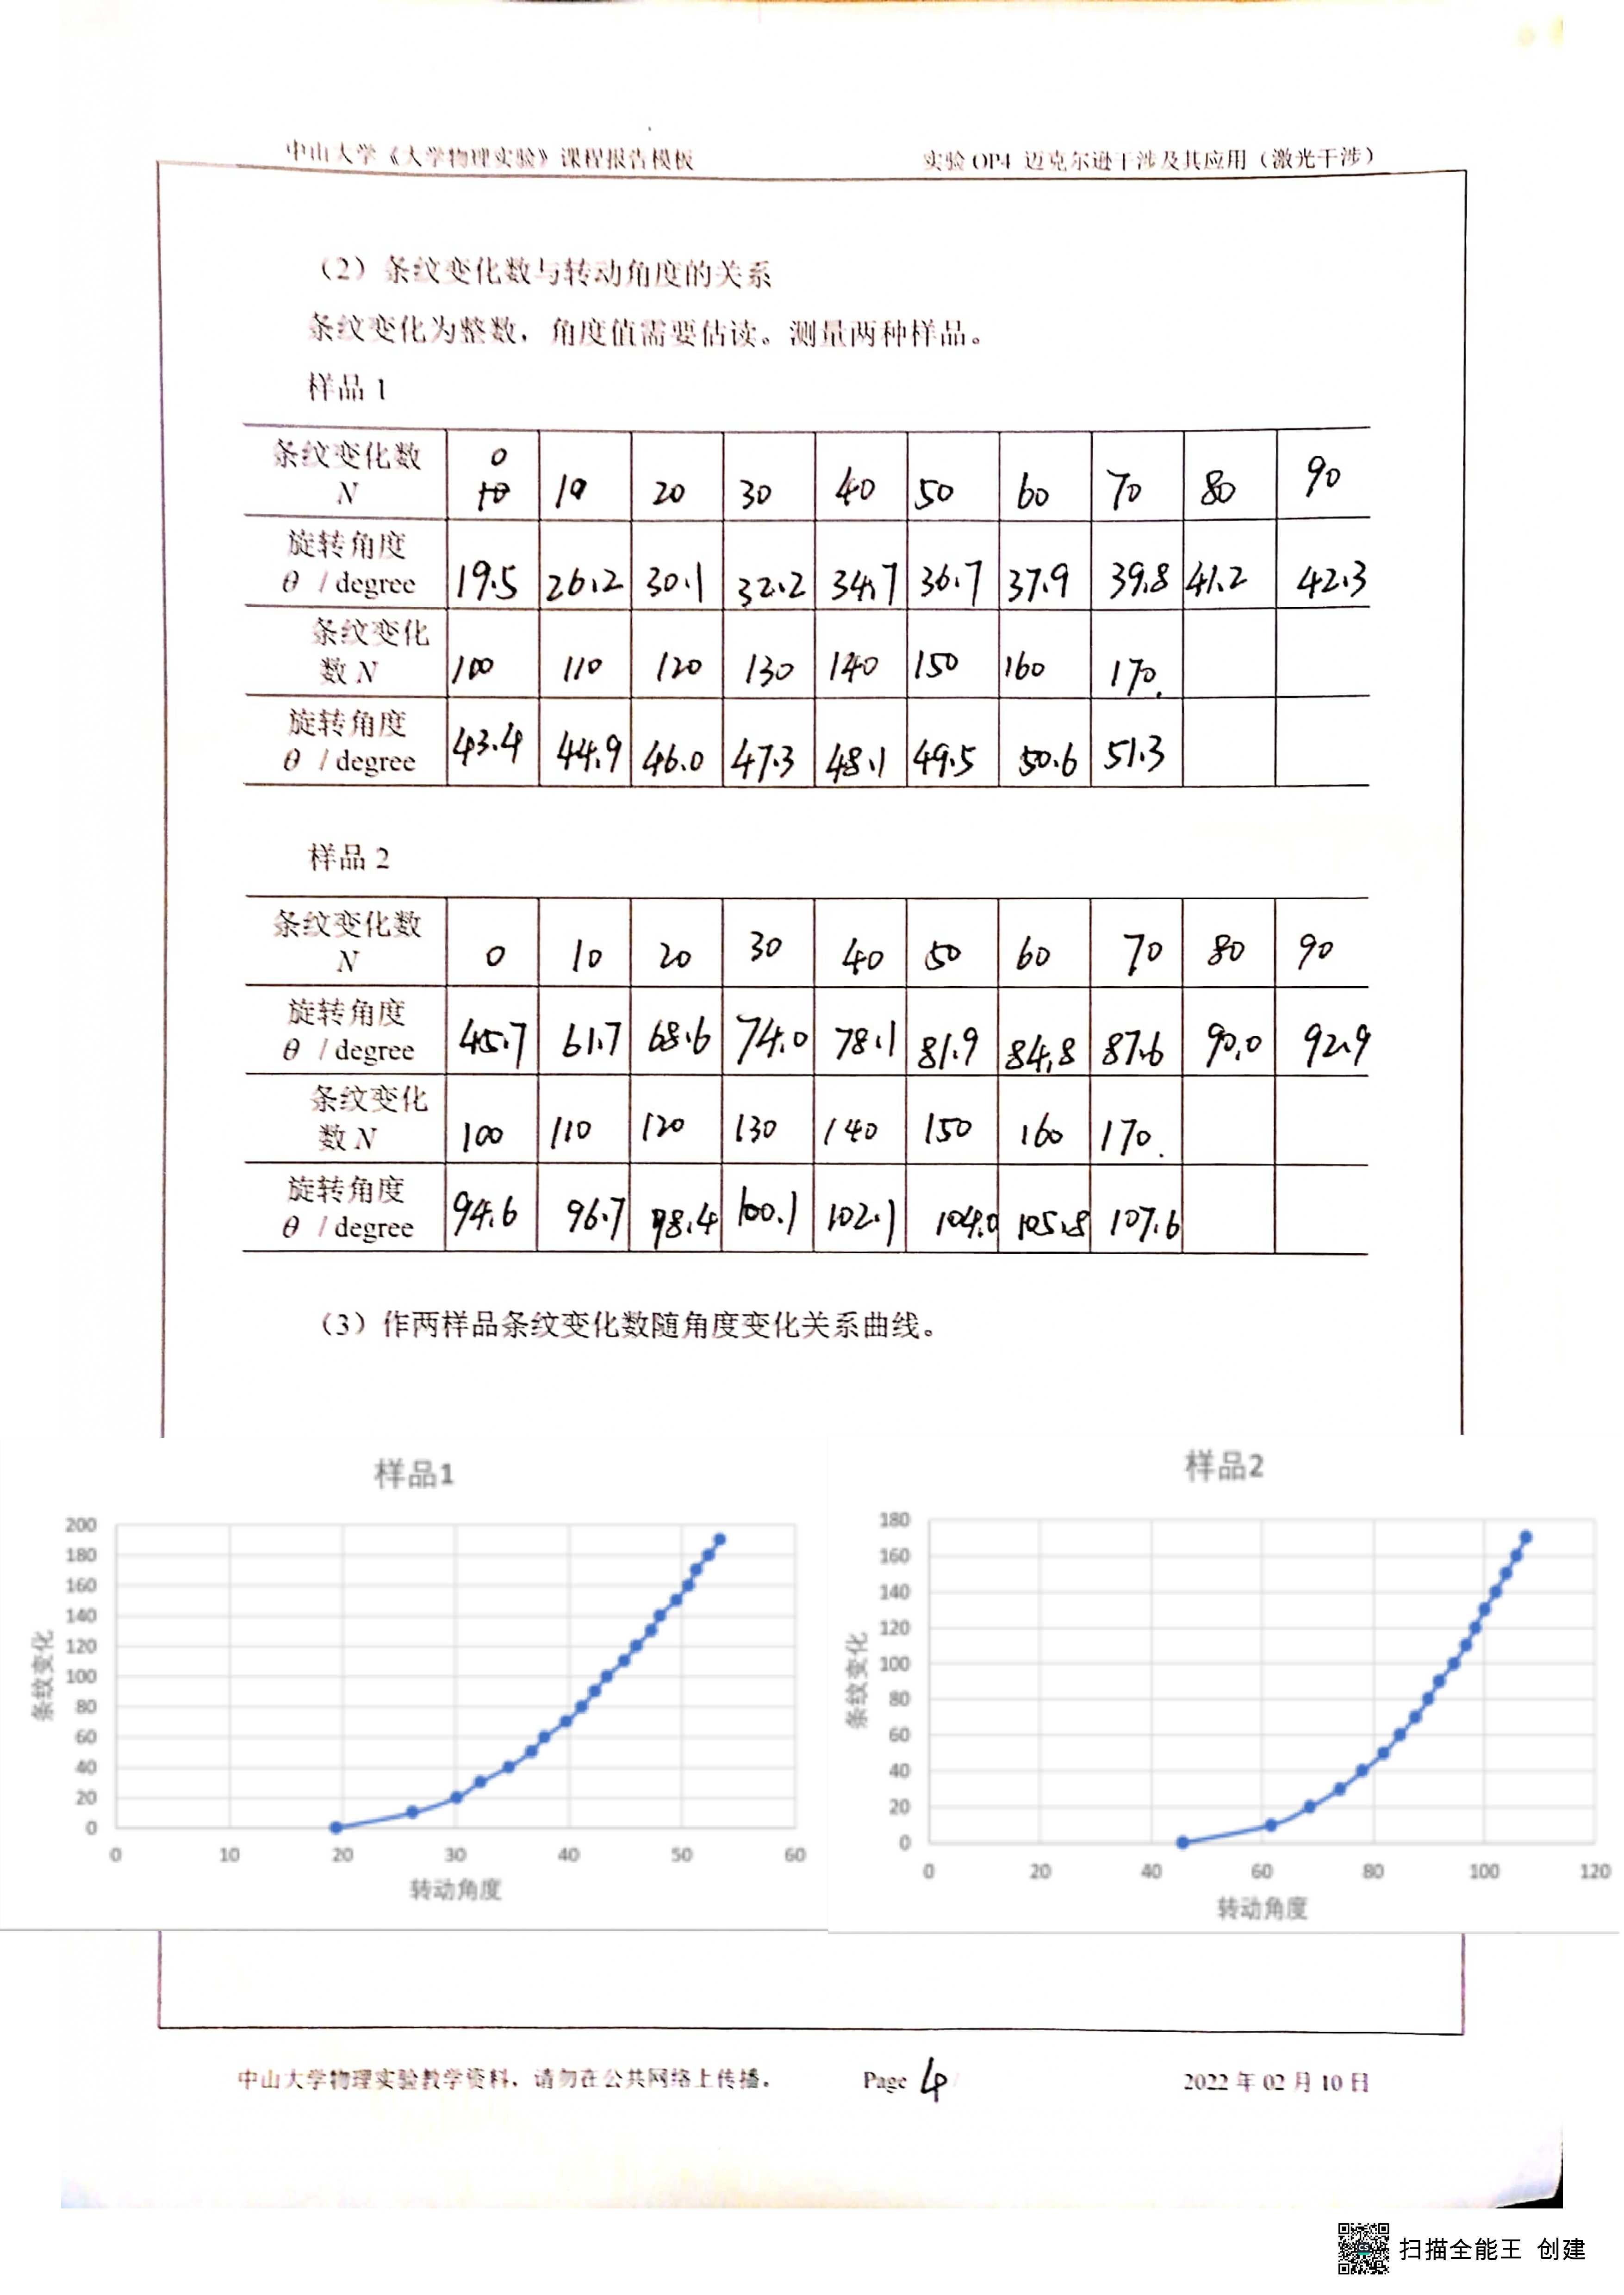 中山大学《大学物理实验》课程报告模板 实验 OP4 迈克尔逊干涉及其应用（激光干涉）
（2）条纹变化数与转动角度的关系
条纹变化为整数，角度值需要估读。测量两种样品。
样品 1
条纹变化数 N 0 10 10 20 30 40 50 60 70 80 90
旋转角度 θ / degree 19.5 26.2 30.1 32.2 34.7 36.7 37.9 39.8 41.2 42.3
条纹变化数 N 100 110 120 130 140 150 160 170.
旋转角度 θ / degree 43.4 44.9 46.0 47.3 48.1 49.5 50.6 51.3
样品 2
条纹变化数 N 0 10 20 30 40 50 60 70 80 90
旋转角度 θ / degree 45.7 61.7 68.6 74.0 78.1 81.9 84.8 87.6 90.0 92.9
条纹变化数 N 100 110 120 130 140 150 160 170.
旋转角度 θ / degree 94.6 96.7 98.4 100.1 102.1 104.0 105.8 107.6
（3）作两样品条纹变化数随角度变化关系曲线。
样品1
200
180
160
140
120
100
80
60
40
20
0
条纹变化
0 10 20 30 40 50 60
转动角度
样品2
180
160
140
120
100
80
60
40
20
0
条纹变化
0 20 40 60 80 100 120
转动角度
中山大学物理实验教学资料，请勿在公共网络上传播。 Page 4 2022 年 02 月 10 日
CS
扫描全能王 创建